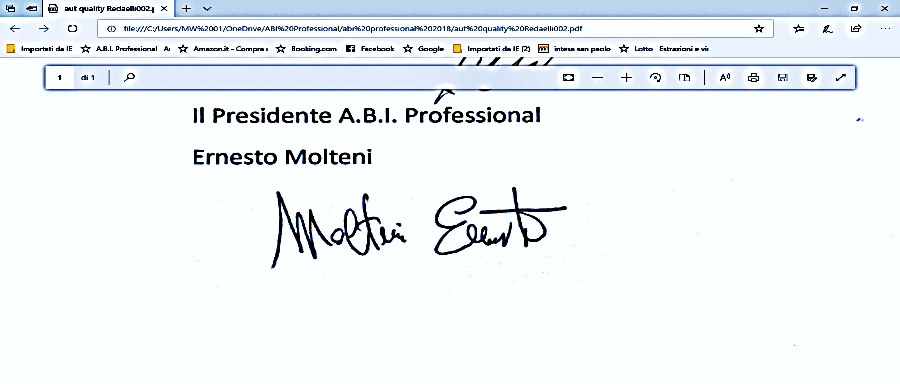 aut quality Redaelli002.p
file:///C:/Users/MW%2001/OneDrive/ABI%20Professional/abi%20professional%202018/aut%20quality%20Redaelli002.pdf
Importati da IE A.B.I. Professional Amazon.it - Compra Booking.com Facebook Google Importati da IE (2) intesa san paolo Lotto Estrazioni e vi
1 di 1
Il Presidente A.B.I. Professional
Ernesto Molteni
Molteni Ernesto